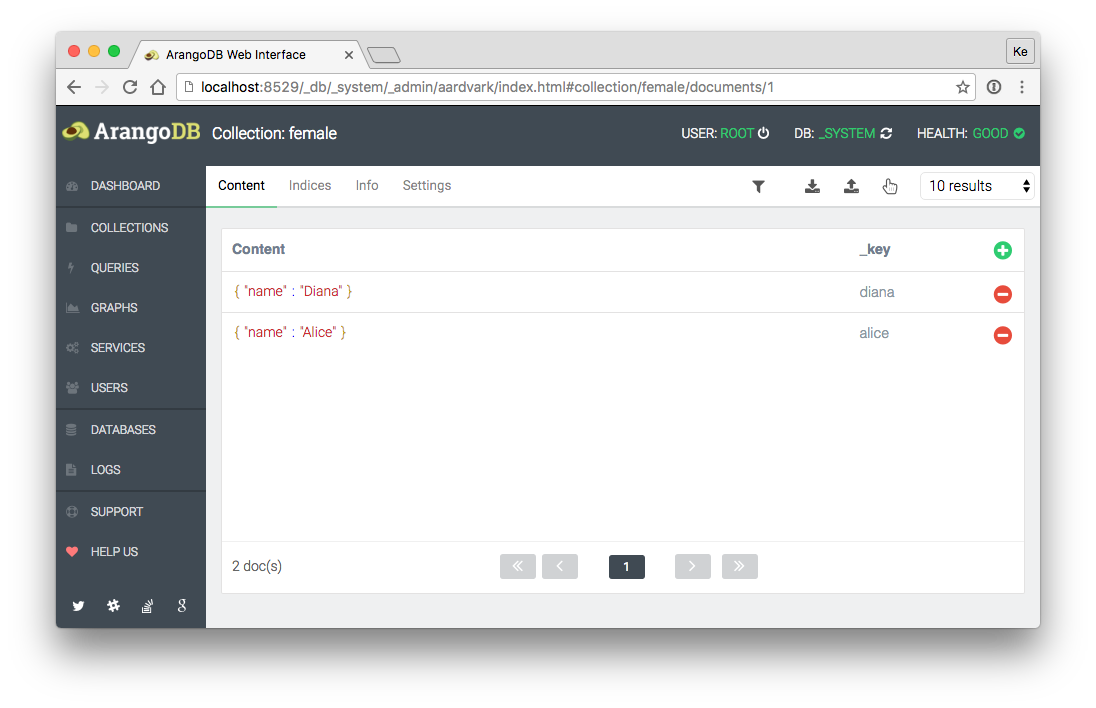 ArangoDB Web Interface
Ke
localhost:8529/_db/_system/_admin/aardvark/index.html#collection/female/documents/1
ArangoDB Collection: female USER: ROOT DB: _SYSTEM HEALTH: GOOD
DASHBOARD
COLLECTIONS
QUERIES
GRAPHS
SERVICES
USERS
DATABASES
LOGS
SUPPORT
HELP US
Content Indices Info Settings 10 results
Content _key
{ "name" : "Diana" } diana
{ "name" : "Alice" } alice
2 doc(s) 1